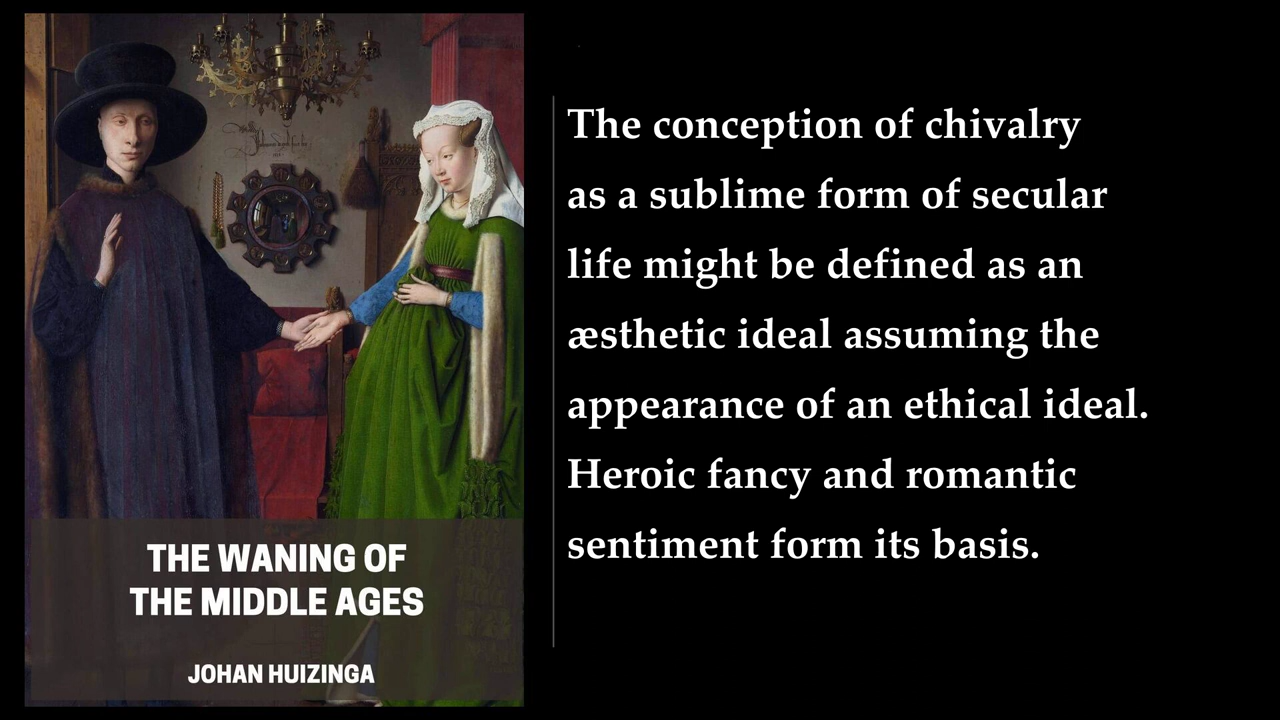 THE WANING OF
THE MIDDLE AGES
JOHAN HUIZINGA
The conception of chivalry
as a sublime form of secular
life might be defined as an
æsthetic ideal assuming the
appearance of an ethical ideal.
Heroic fancy and romantic
sentiment form its basis.